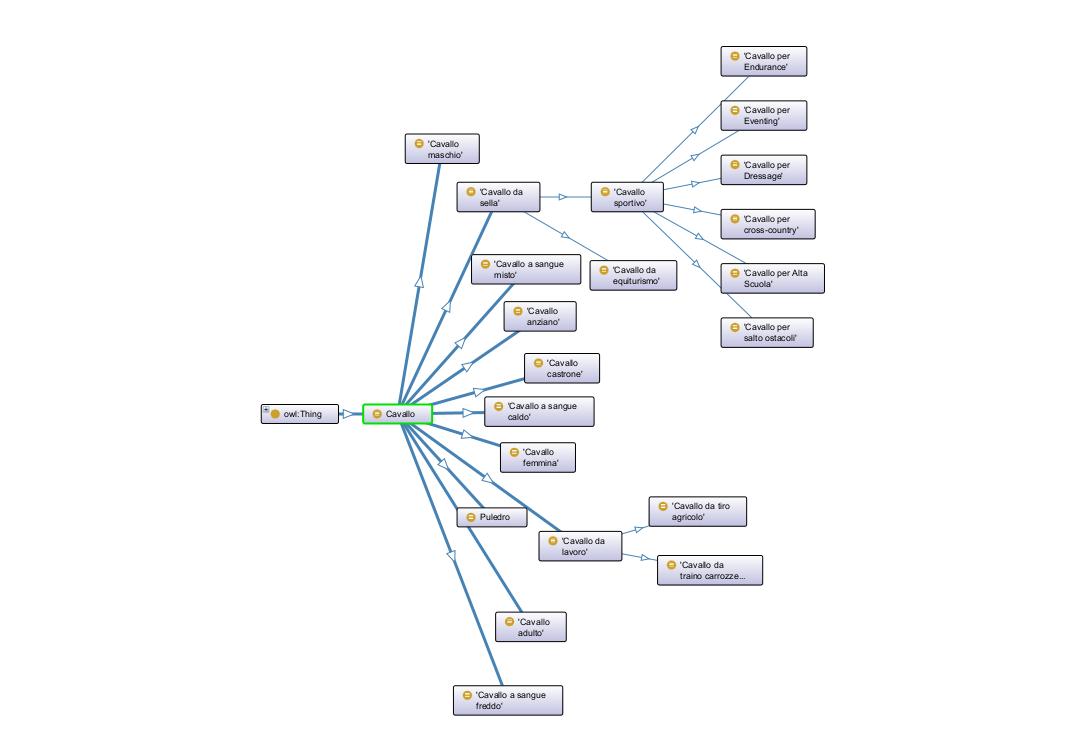 'Cavallo per
Endurance'
'Cavallo per
Eventing'
'Cavallo
maschio'
'Cavallo per
Dressage'
'Cavallo da
sella'
'Cavallo
sportivo'
'Cavallo per
cross-country'
'Cavallo a sangue
misto'
'Cavallo da
equiturismo'
'Cavallo per Alta
Scuola'
'Cavallo
anziano'
'Cavallo per
salto ostacoli'
'Cavallo
castrone'
owl:Thing
Cavallo
'Cavallo a sangue
caldo'
'Cavallo
femmina'
Puledro
'Cavallo da tiro
agricolo'
'Cavallo da
lavoro'
'Cavallo da
traino carrozze...
'Cavallo
adulto'
'Cavallo a sangue
freddo'